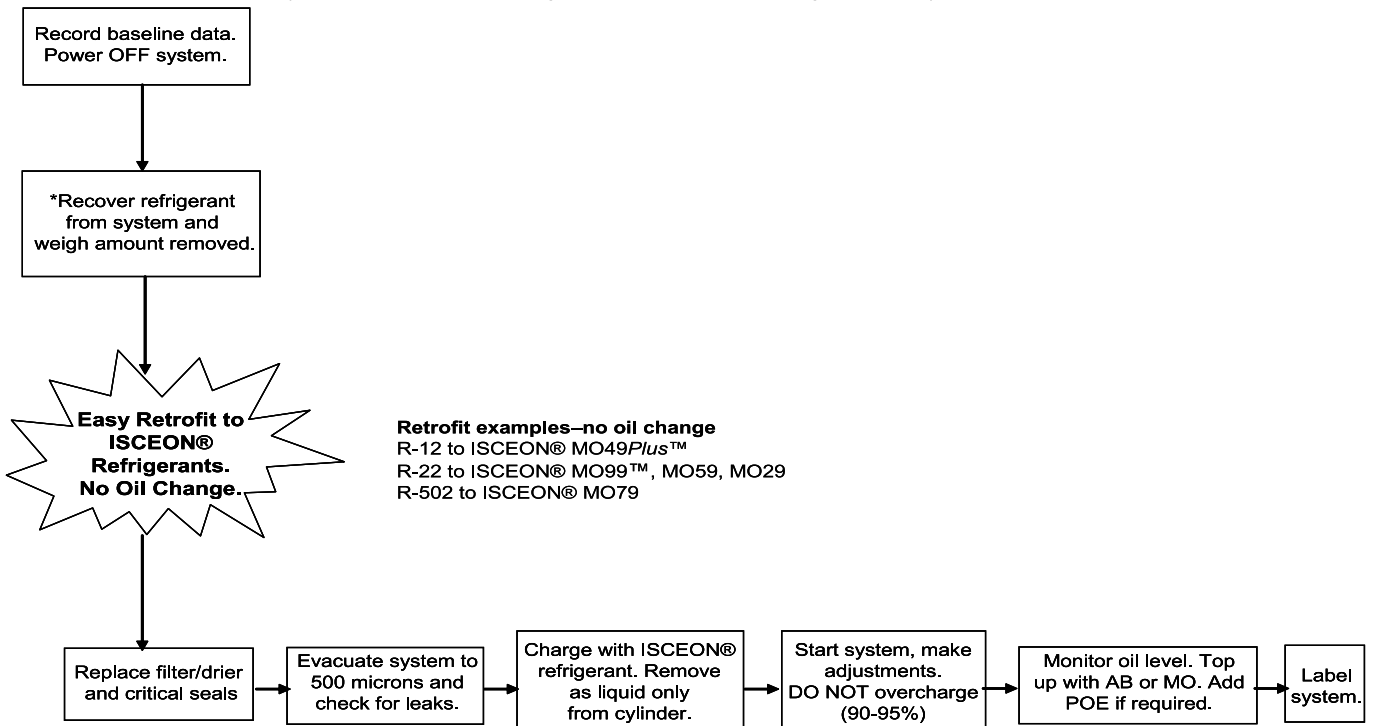 Record baseline data.
Power OFF system.
*Recover refrigerant
from system and
weigh amount removed.
Easy Retrofit to
ISCEON®
Refrigerants.
No Oil Change.
Retrofit examples–no oil change
R-12 to ISCEON® MO49Plus™
R-22 to ISCEON® MO99™, MO59, MO29
R-502 to ISCEON® MO79
Replace filter/drier
and critical seals
Evacuate system to
500 microns and
check for leaks.
Charge with ISCEON®
refrigerant. Remove
as liquid only
from cylinder.
Start system, make
adjustments.
DO NOT overcharge
(90-95%)
Monitor oil level. Top
up with AB or MO. Add
POE if required.
Label
system.